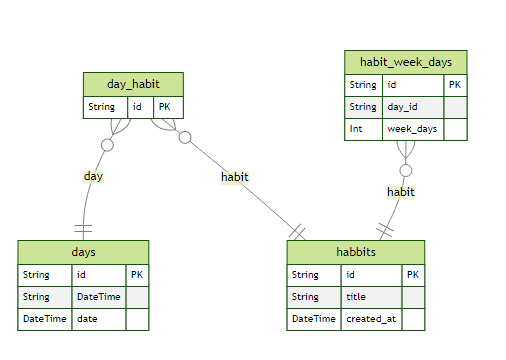 habit_week_days
String id PK
String day_id
Int week_days
day_habit
String id PK
day
habit
habit
days
String id PK
String DateTime
DateTime date
habbits
String id PK
String title
DateTime created_at